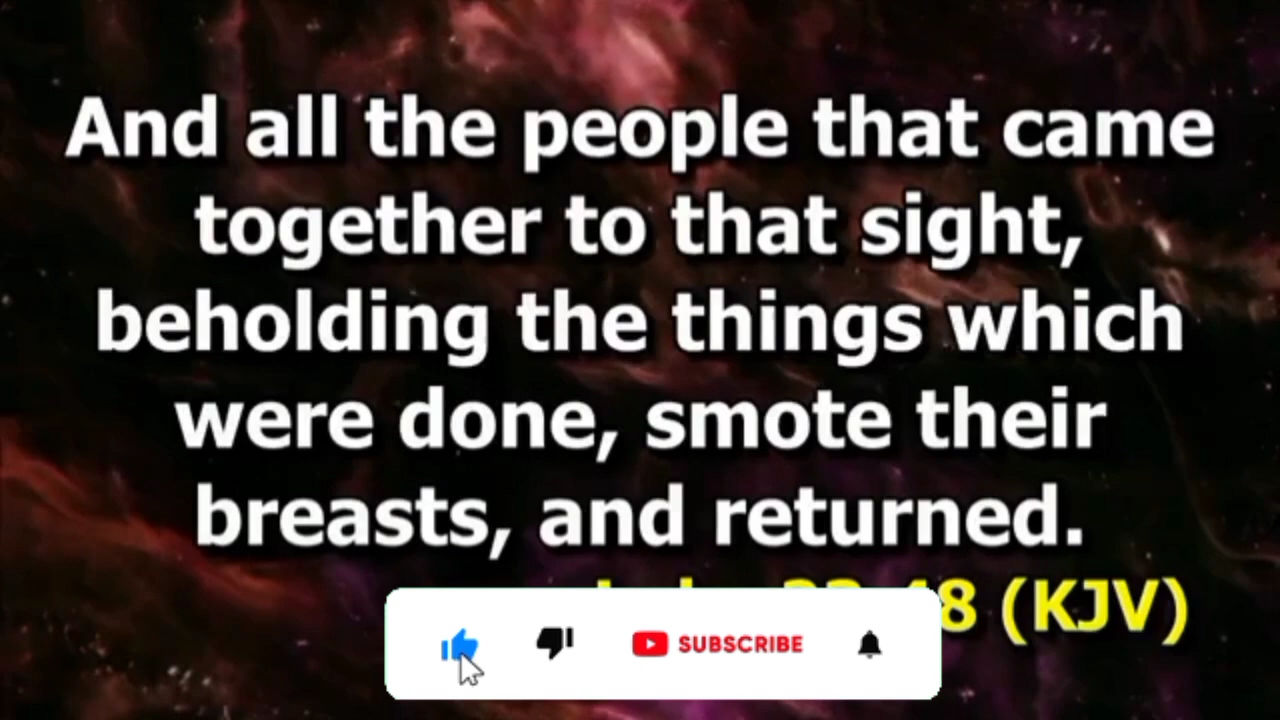 And all the people that came
together to that sight,
beholding the things which
were done, smote their
breasts, and returned.
48 (KJV)
SUBSCRIBE